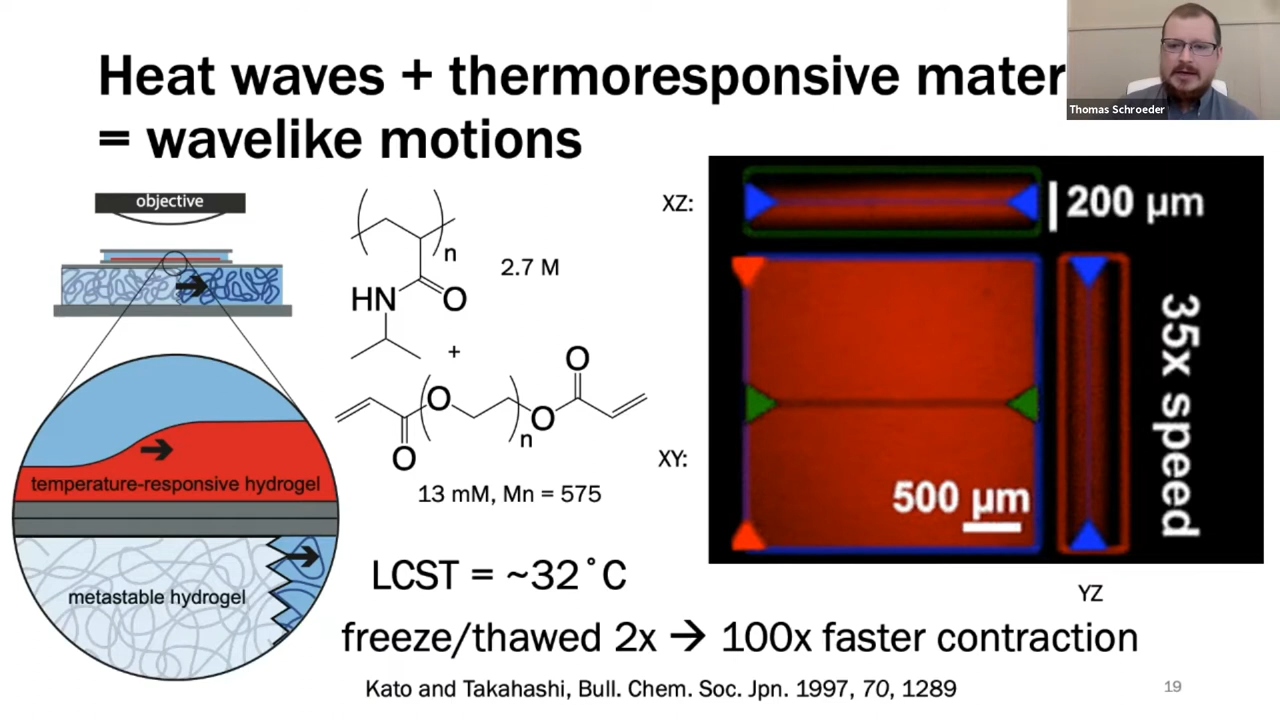 Heat waves + thermoresponsive mater
= wavelike motions
Thomas Schroeder
objective
temperature-responsive hydrogel
metastable hydrogel
n
HN
O
2.7 M
+
O
O
O
O
n
13 mM, Mn = 575
LCST = ~32˚C
freeze/thawed 2x → 100x faster contraction
Kato and Takahashi, Bull. Chem. Soc. Jpn. 1997, 70, 1289
XZ:
200 µm
XY:
500 µm
35x speed
YZ
19